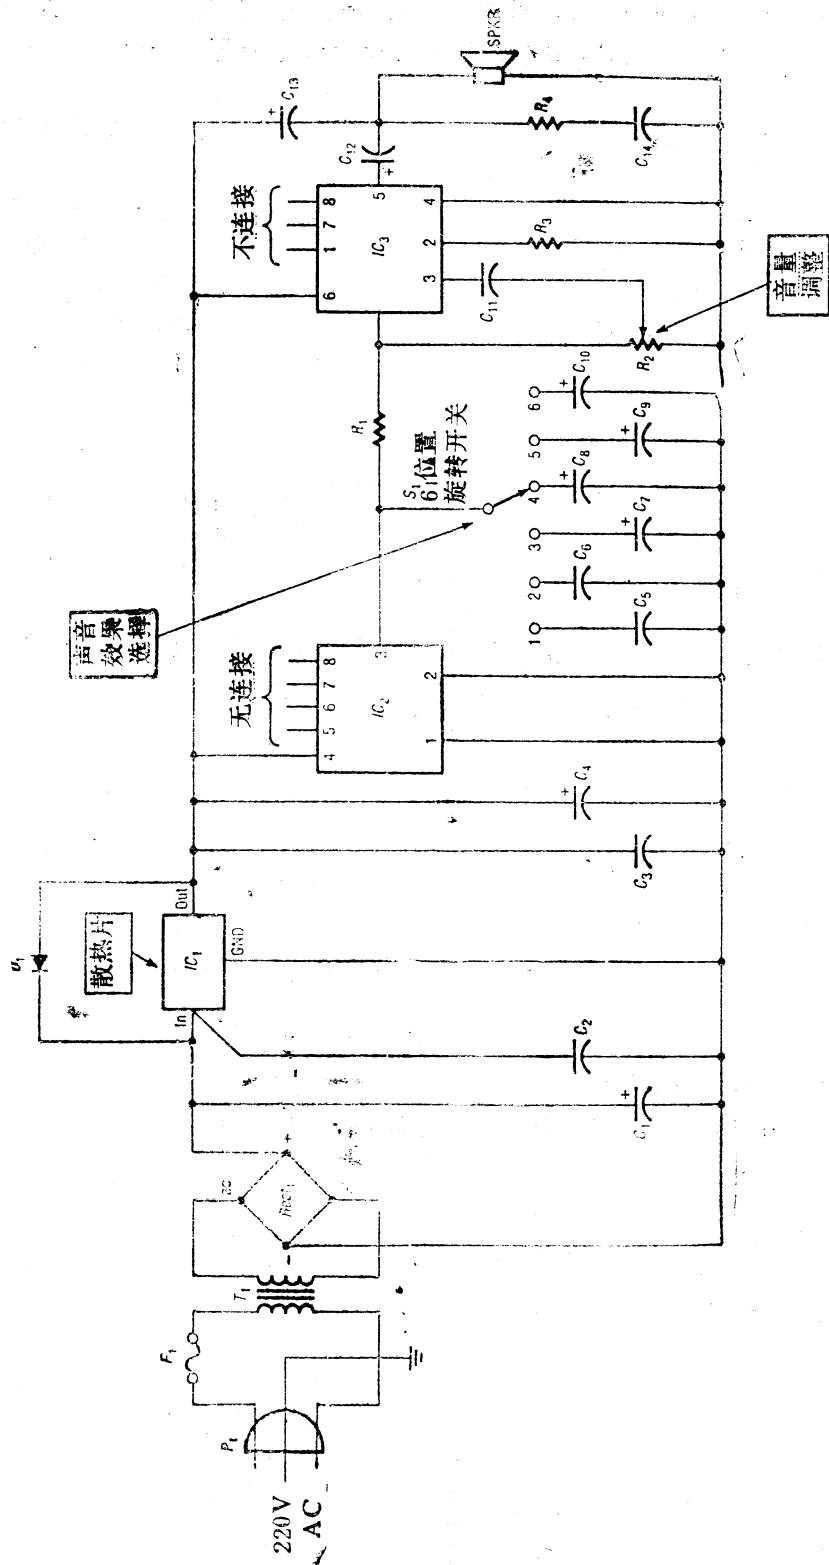 220V
AC
P₁
F₁
T₁
ac
Rect₁
+
-
C₁
+
C₂
In
IC₁
Out
GND
散热片
C₃
C₄
+
无连接
4
5
6
7
8
IC₂
3
1
2
声音
效果
选择
S₁
6位置
旋转开关
1
2
3
4
5
6
C₅
C₆
C₇
+
C₈
+
C₉
+
C₁₀
+
R₁
R₂
音量
调整
不连接
6
1
7
8
IC₃
5
3
2
4
C₁₁
R₃
C₁₂
+
C₁₃
+
R₄
C₁₄
SPKR